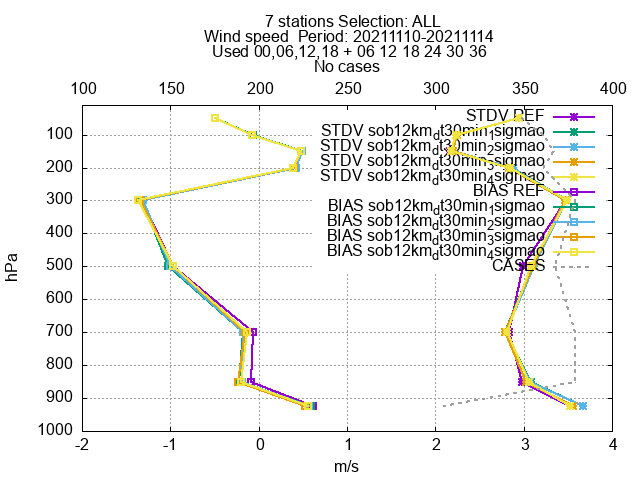 7 stations Selection: ALL
Wind speed  Period: 20211110-20211114
Used 00,06,12,18 + 06 12 18 24 30 36
No cases
100 150 200 250 300 350 400
STDV REF
STDV sob12km_dt30min_1sigmao
STDV sob12km_dt30min_2sigmao
STDV sob12km_dt30min_3sigmao
STDV sob12km_dt30min_4sigmao
BIAS REF
BIAS sob12km_dt30min_1sigmao
BIAS sob12km_dt30min_2sigmao
BIAS sob12km_dt30min_3sigmao
BIAS sob12km_dt30min_4sigmao
CASES
100
200
300
400
500
600
700
800
900
1000
hPa
-2 -1 0 1 2 3 4
m/s